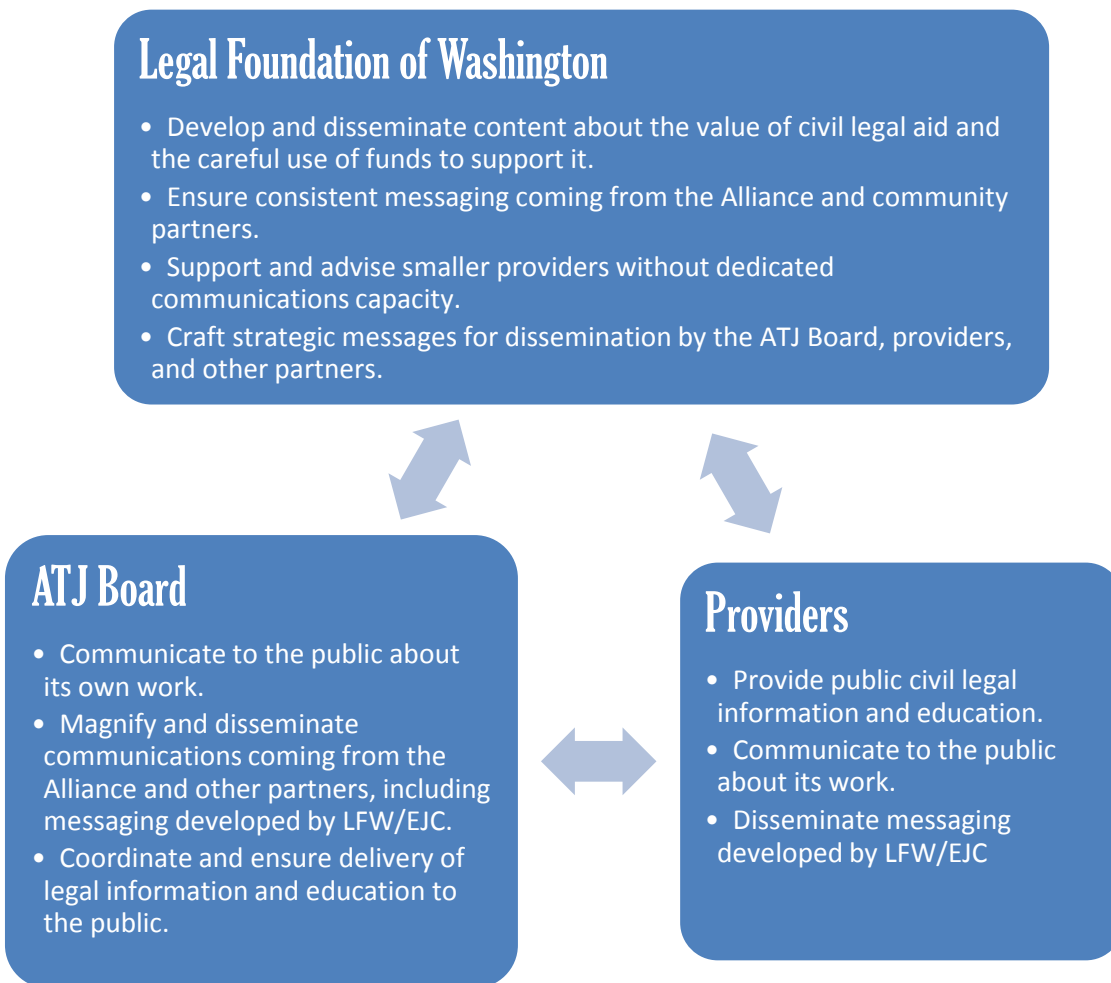 Legal Foundation of Washington
• Develop and disseminate content about the value of civil legal aid and
the careful use of funds to support it.
• Ensure consistent messaging coming from the Alliance and community
partners.
• Support and advise smaller providers without dedicated
communications capacity.
• Craft strategic messages for dissemination by the ATJ Board, providers,
and other partners.
ATJ Board
• Communicate to the public about
its own work.
• Magnify and disseminate
communications coming from the
Alliance and other partners, including
messaging developed by LFW/EJC.
• Coordinate and ensure delivery of
legal information and education to
the public.
Providers
• Provide public civil legal
information and education.
• Communicate to the public
about its work.
• Disseminate messaging
developed by LFW/EJC